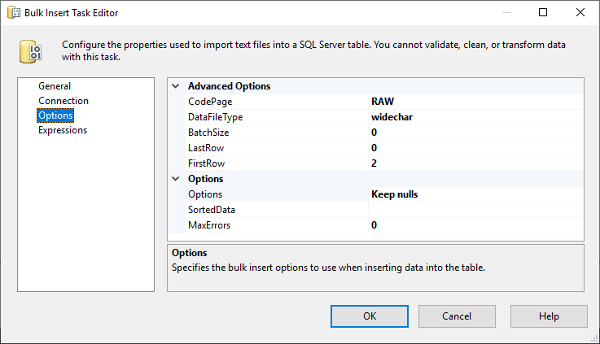 Bulk Insert Task Editor
Configure the properties used to import text files into a SQL Server table. You cannot validate, clean, or transform data
with this task.
General
Connection
Options
Expressions
Advanced Options
CodePage RAW
DataFileType widechar
BatchSize 0
LastRow 0
FirstRow 2
Options
Options Keep nulls
SortedData
MaxErrors 0
Options
Specifies the bulk insert options to use when inserting data into the table.
OK Cancel Help